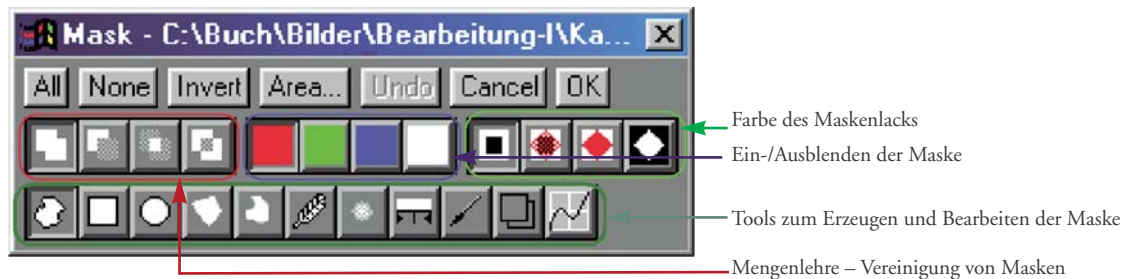 Mask - C:\Buch\Bilder\Bearbeitung-I\Ka...
All None Invert Area... Undo Cancel OK
Farbe des Maskenlacks
Ein-/Ausblenden der Maske
Tools zum Erzeugen und Bearbeiten der Maske
Mengenlehre – Vereinigung von Masken